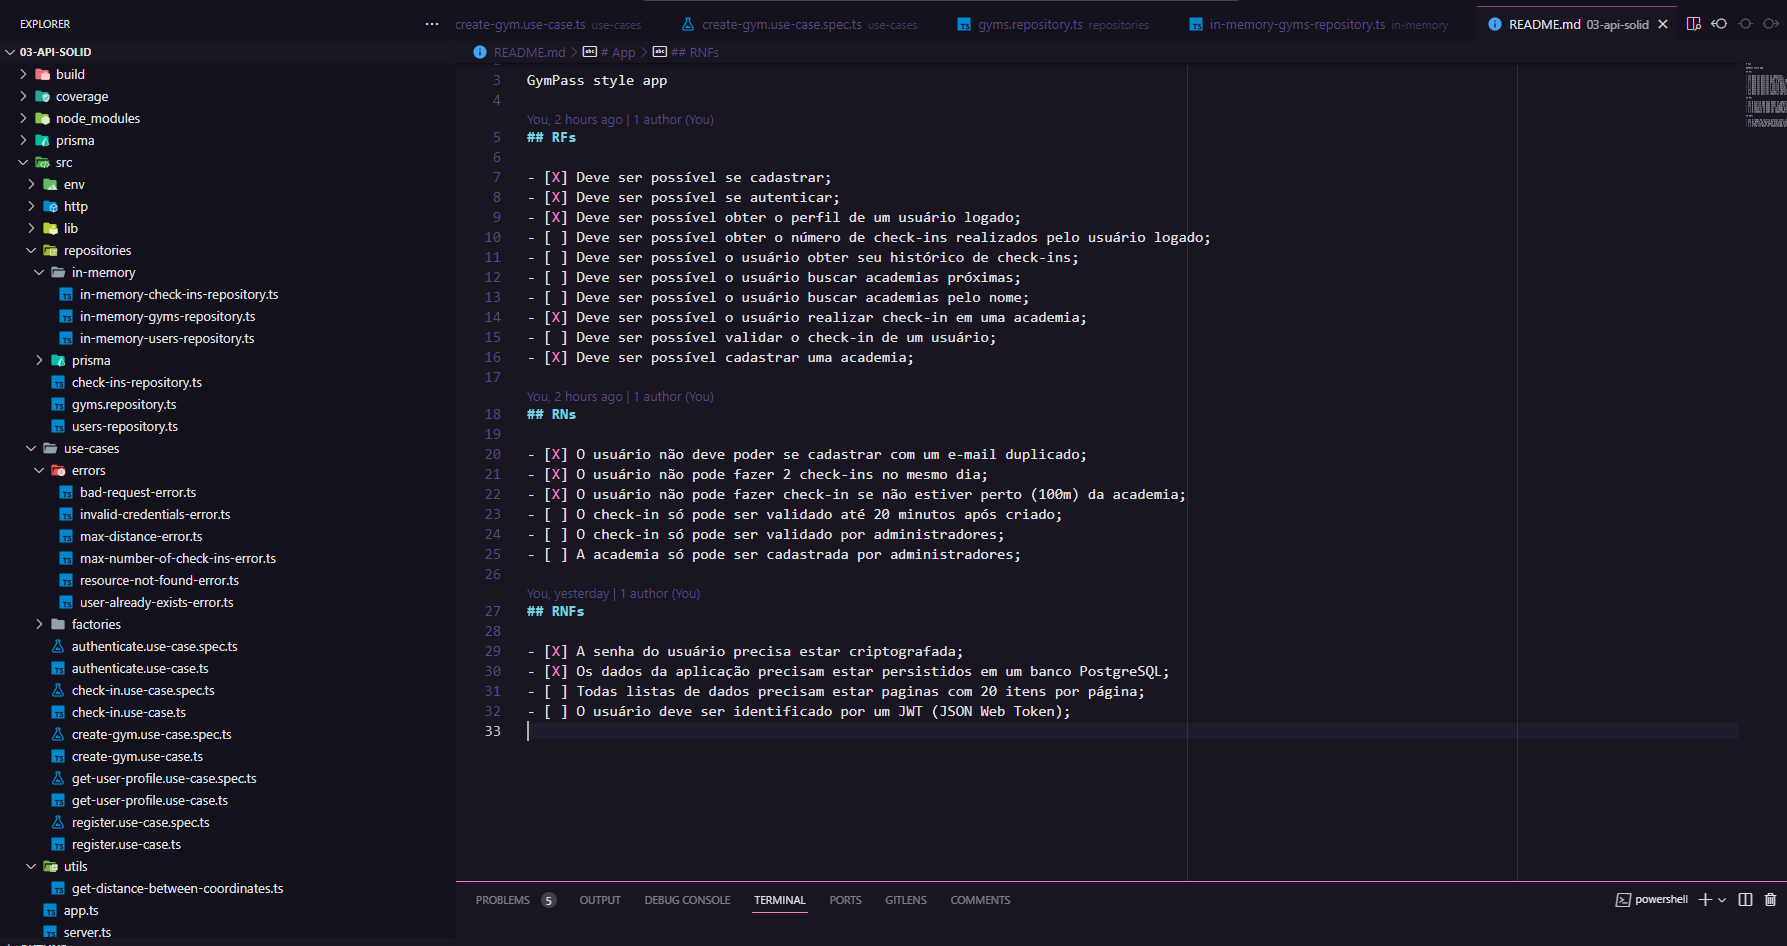 EXPLORER
03-API-SOLID
build
coverage
node_modules
prisma
src
env
http
lib
repositories
in-memory
in-memory-check-ins-repository.ts
in-memory-gyms-repository.ts
in-memory-users-repository.ts
prisma
check-ins-repository.ts
gyms.repository.ts
users-repository.ts
use-cases
errors
bad-request-error.ts
invalid-credentials-error.ts
max-distance-error.ts
max-number-of-check-ins-error.ts
resource-not-found-error.ts
user-already-exists-error.ts
factories
authenticate.use-case.spec.ts
authenticate.use-case.ts
check-in.use-case.spec.ts
check-in.use-case.ts
create-gym.use-case.spec.ts
create-gym.use-case.ts
get-user-profile.use-case.spec.ts
get-user-profile.use-case.ts
register.use-case.spec.ts
register.use-case.ts
utils
get-distance-between-coordinates.ts
app.ts
server.ts
create-gym.use-case.ts use-cases
create-gym.use-case.spec.ts use-cases
gyms.repository.ts repositories
in-memory-gyms-repository.ts in-memory
README.md 03-api-solid
README.md > # App > ## RNFs
3 GymPass style app
4
You, 2 hours ago | 1 author (You)
5 ## RFs
6
7 - [X] Deve ser possível se cadastrar;
8 - [X] Deve ser possível se autenticar;
9 - [X] Deve ser possível obter o perfil de um usuário logado;
10 - [ ] Deve ser possível obter o número de check-ins realizados pelo usuário logado;
11 - [ ] Deve ser possível o usuário obter seu histórico de check-ins;
12 - [ ] Deve ser possível o usuário buscar academias próximas;
13 - [ ] Deve ser possível o usuário buscar academias pelo nome;
14 - [X] Deve ser possível o usuário realizar check-in em uma academia;
15 - [ ] Deve ser possível validar o check-in de um usuário;
16 - [X] Deve ser possível cadastrar uma academia;
17
You, 2 hours ago | 1 author (You)
18 ## RNs
19
20 - [X] O usuário não deve poder se cadastrar com um e-mail duplicado;
21 - [X] O usuário não pode fazer 2 check-ins no mesmo dia;
22 - [X] O usuário não pode fazer check-in se não estiver perto (100m) da academia;
23 - [ ] O check-in só pode ser validado até 20 minutos após criado;
24 - [ ] O check-in só pode ser validado por administradores;
25 - [ ] A academia só pode ser cadastrada por administradores;
26
You, yesterday | 1 author (You)
27 ## RNFs
28
29 - [X] A senha do usuário precisa estar criptografada;
30 - [X] Os dados da aplicação precisam estar persistidos em um banco PostgreSQL;
31 - [ ] Todas listas de dados precisam estar paginas com 20 itens por página;
32 - [ ] O usuário deve ser identificado por um JWT (JSON Web Token);
33
PROBLEMS 5 OUTPUT DEBUG CONSOLE TERMINAL PORTS GITLENS COMMENTS
powershell